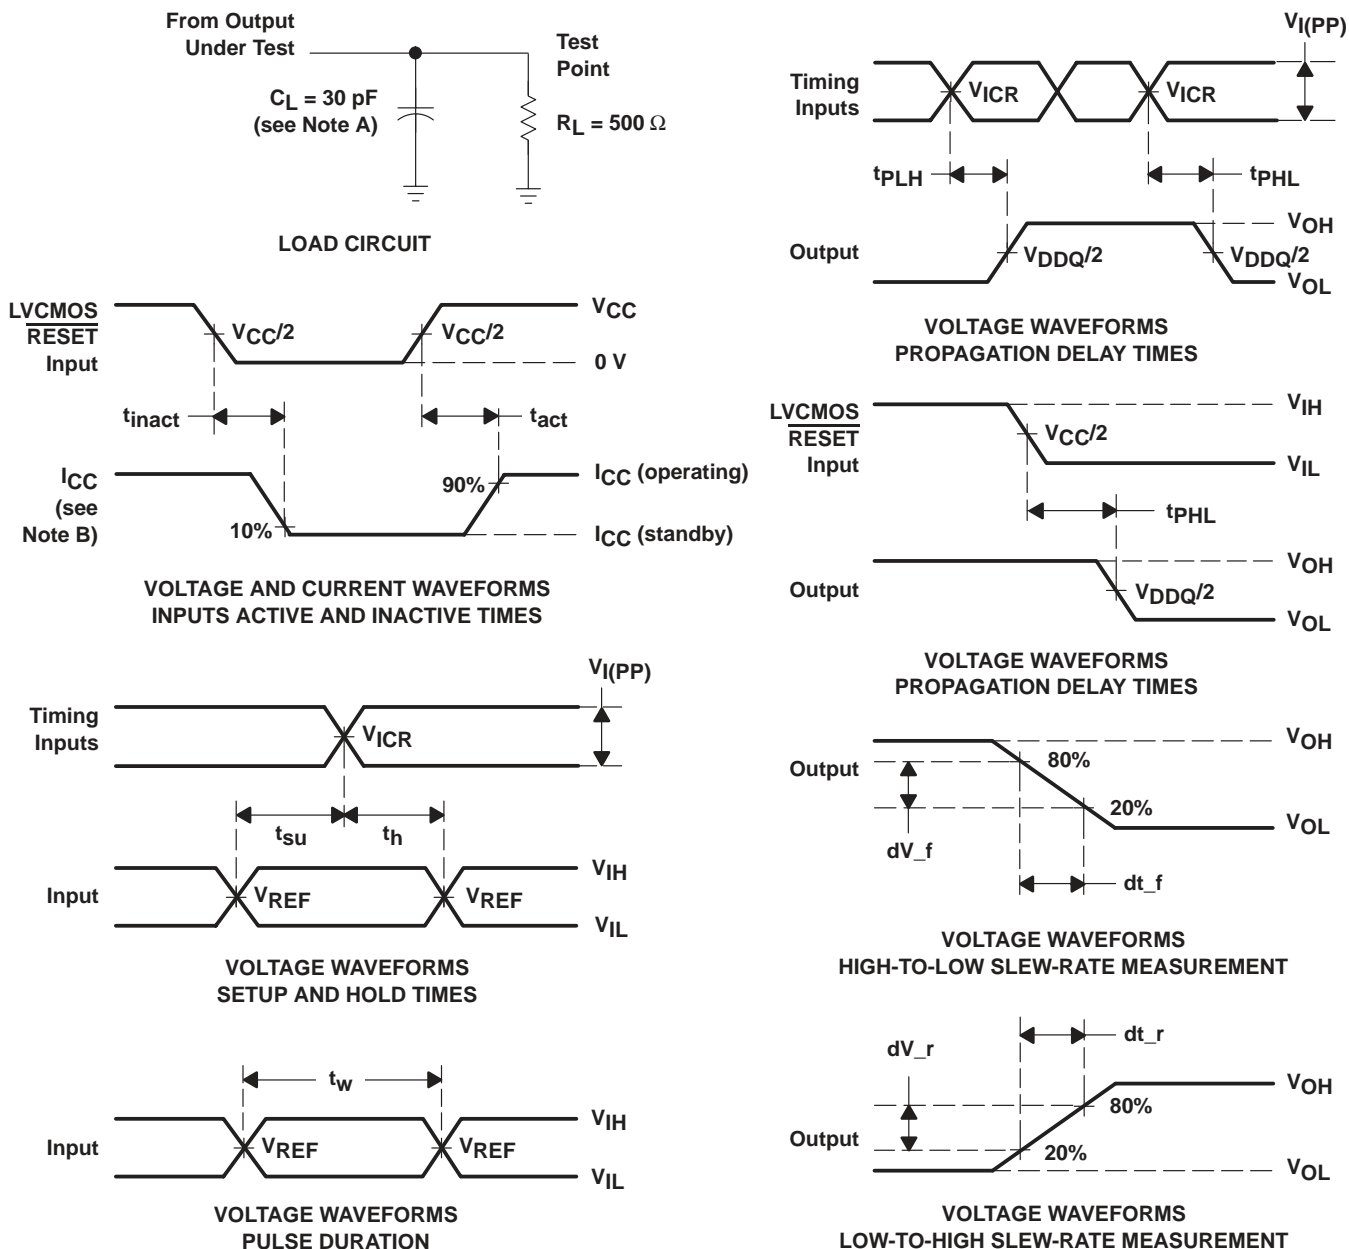 From Output
Under Test
Test
Point
CL = 30 pF
(see Note A)
RL = 500 Ω
LOAD CIRCUIT
LVCMOS
RESET
Input
VCC/2
VCC/2
VCC
0 V
tinact
tact
ICC
(see
Note B)
10%
90%
ICC (operating)
ICC (standby)
VOLTAGE AND CURRENT WAVEFORMS
INPUTS ACTIVE AND INACTIVE TIMES
VI(PP)
Timing
Inputs
VICR
tsu
th
Input
VREF
VREF
VIH
VIL
VOLTAGE WAVEFORMS
SETUP AND HOLD TIMES
tw
Input
VREF
VREF
VIH
VIL
VOLTAGE WAVEFORMS
PULSE DURATION
VI(PP)
Timing
Inputs
VICR
VICR
tPLH
tPHL
Output
VDDQ/2
VDDQ/2
VOH
VOL
VOLTAGE WAVEFORMS
PROPAGATION DELAY TIMES
LVCMOS
RESET
Input
VCC/2
VIH
VIL
tPHL
Output
VDDQ/2
VOH
VOL
VOLTAGE WAVEFORMS
PROPAGATION DELAY TIMES
Output
80%
20%
VOH
VOL
dV_f
dt_f
VOLTAGE WAVEFORMS
HIGH-TO-LOW SLEW-RATE MEASUREMENT
dV_r
dt_r
Output
80%
20%
VOH
VOL
VOLTAGE WAVEFORMS
LOW-TO-HIGH SLEW-RATE MEASUREMENT